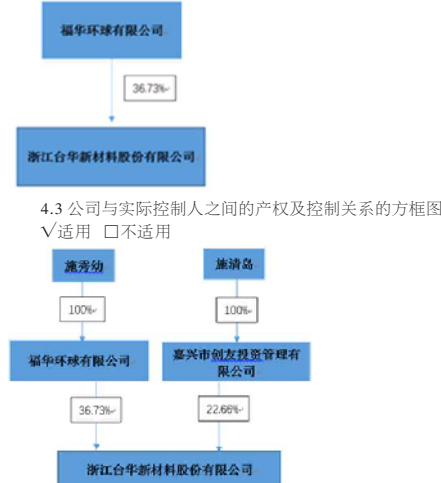 福华环球有限公司
36.73%
浙江台华新材料股份有限公司
4.3 公司与实际控制人之间的产权及控制关系的方框图
√适用 □不适用
施秀幼
施清岛
100%
100%
福华环球有限公司
嘉兴市创友投资管理有
限公司
36.73%
22.66%
浙江台华新材料股份有限公司